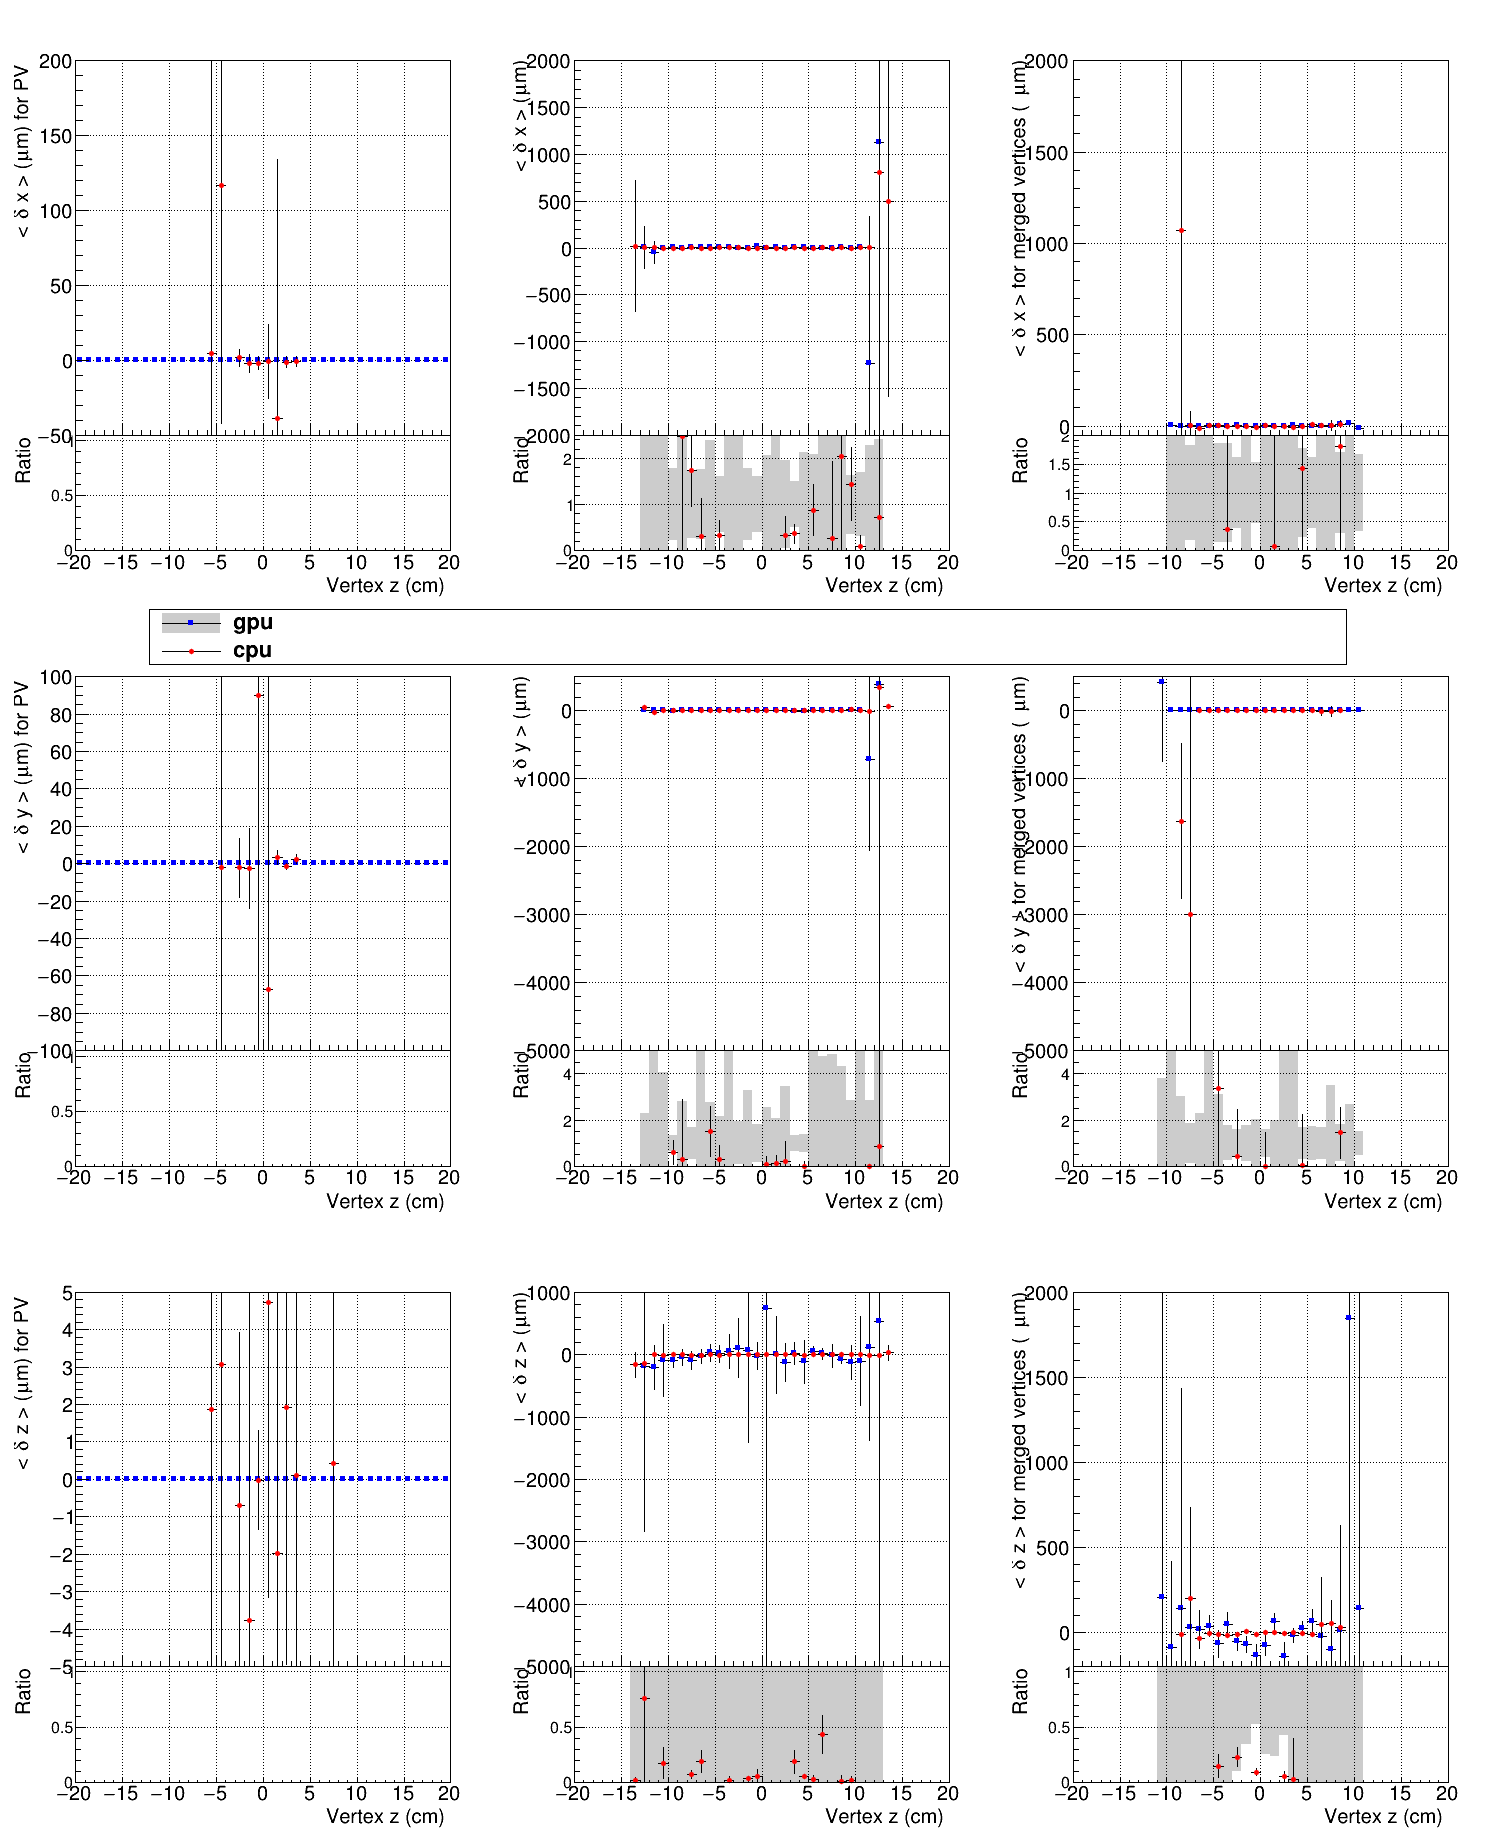 200
150
100
50
0
−50
< δ x > (μm) for PV
1
0.5
0
Ratio
−20 −15 −10 −5 0 5 10 15 20
Vertex z (cm)
2000
1500
1000
500
0
−500
−1000
−1500
−2000
< δ x > (μm)
2
1
0
Ratio
−20 −15 −10 −5 0 5 10 15 20
Vertex z (cm)
2000
1500
1000
500
0
< δ x > for merged vertices ( μm)
2
1.5
1
0.5
0
Ratio
−20 −15 −10 −5 0 5 10 15 20
Vertex z (cm)
gpu
cpu
100
80
60
40
20
0
−20
−40
−60
−80
−100
< δ y > (μm) for PV
1
0.5
0
Ratio
−20 −15 −10 −5 0 5 10 15 20
Vertex z (cm)
0
−1000
−2000
−3000
−4000
−5000
< δ y > (μm)
4
2
0
Ratio
−20 −15 −10 −5 0 5 10 15 20
Vertex z (cm)
0
−1000
−2000
−3000
−4000
−5000
< δ y > for merged vertices ( μm)
4
2
0
Ratio
−20 −15 −10 −5 0 5 10 15 20
Vertex z (cm)
5
4
3
2
1
0
−1
−2
−3
−4
−5
< δ z > (μm) for PV
1
0.5
0
Ratio
−20 −15 −10 −5 0 5 10 15 20
Vertex z (cm)
1000
0
−1000
−2000
−3000
−4000
−5000
< δ z > (μm)
1
0.5
0
Ratio
−20 −15 −10 −5 0 5 10 15 20
Vertex z (cm)
2000
1500
1000
500
0
< δ z > for merged vertices ( μm)
1
0.5
0
Ratio
−20 −15 −10 −5 0 5 10 15 20
Vertex z (cm)